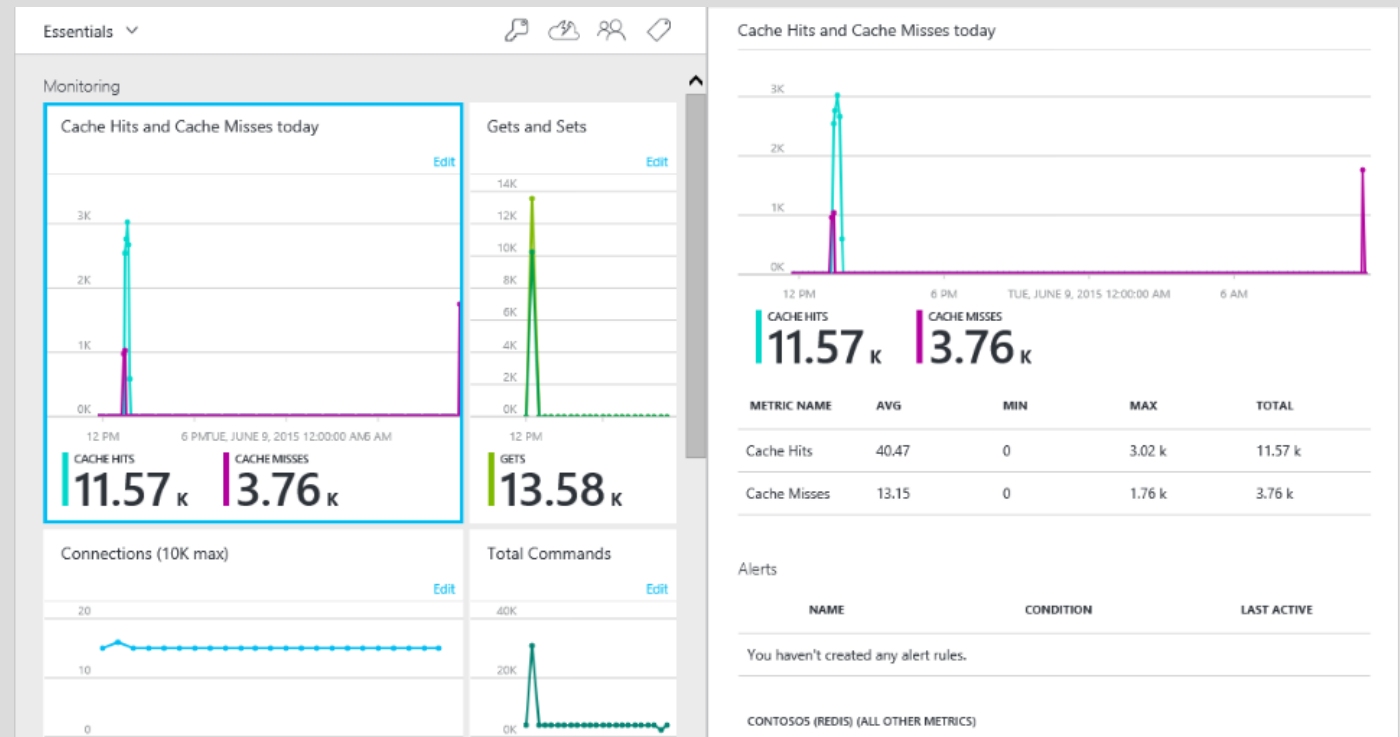 Essentials
Monitoring
Cache Hits and Cache Misses today
Edit
3K
2K
1K
0K
12 PM 6 PM TUE, JUNE 9, 2015 12:00:00 AM 6 AM
CACHE HITS CACHE MISSES
11.57 K 3.76 K
Gets and Sets
Edit
14K
12K
10K
8K
6K
4K
2K
0K
12 PM
GETS
13.58 K
Connections (10K max)
Edit
20
10
0
Total Commands
Edit
40K
20K
0K
Cache Hits and Cache Misses today
3K
2K
1K
0K
12 PM 6 PM TUE, JUNE 9, 2015 12:00:00 AM 6 AM
CACHE HITS CACHE MISSES
11.57 K 3.76 K
METRIC NAME AVG MIN MAX TOTAL
Cache Hits 40.47 0 3.02 k 11.57 k
Cache Misses 13.15 0 1.76 k 3.76 k
Alerts
NAME CONDITION LAST ACTIVE
You haven't created any alert rules.
CONTOSO5 (REDIS) (ALL OTHER METRICS)